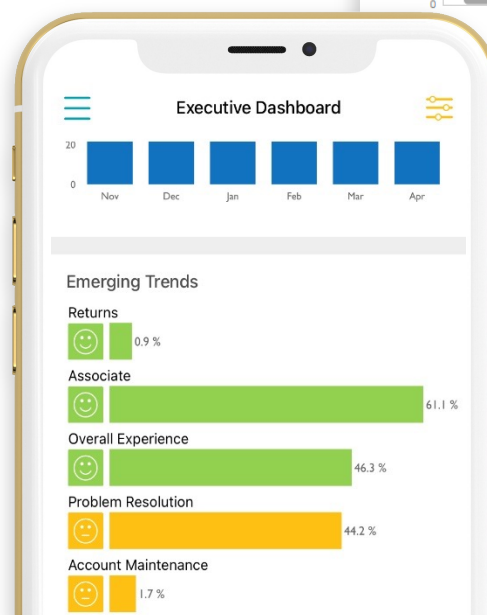 0
Executive Dashboard
20
0
Nov Dec Jan Feb Mar Apr
Emerging Trends
Returns
0.9 %
Associate
61.1 %
Overall Experience
46.3 %
Problem Resolution
44.2 %
Account Maintenance
1.7 %